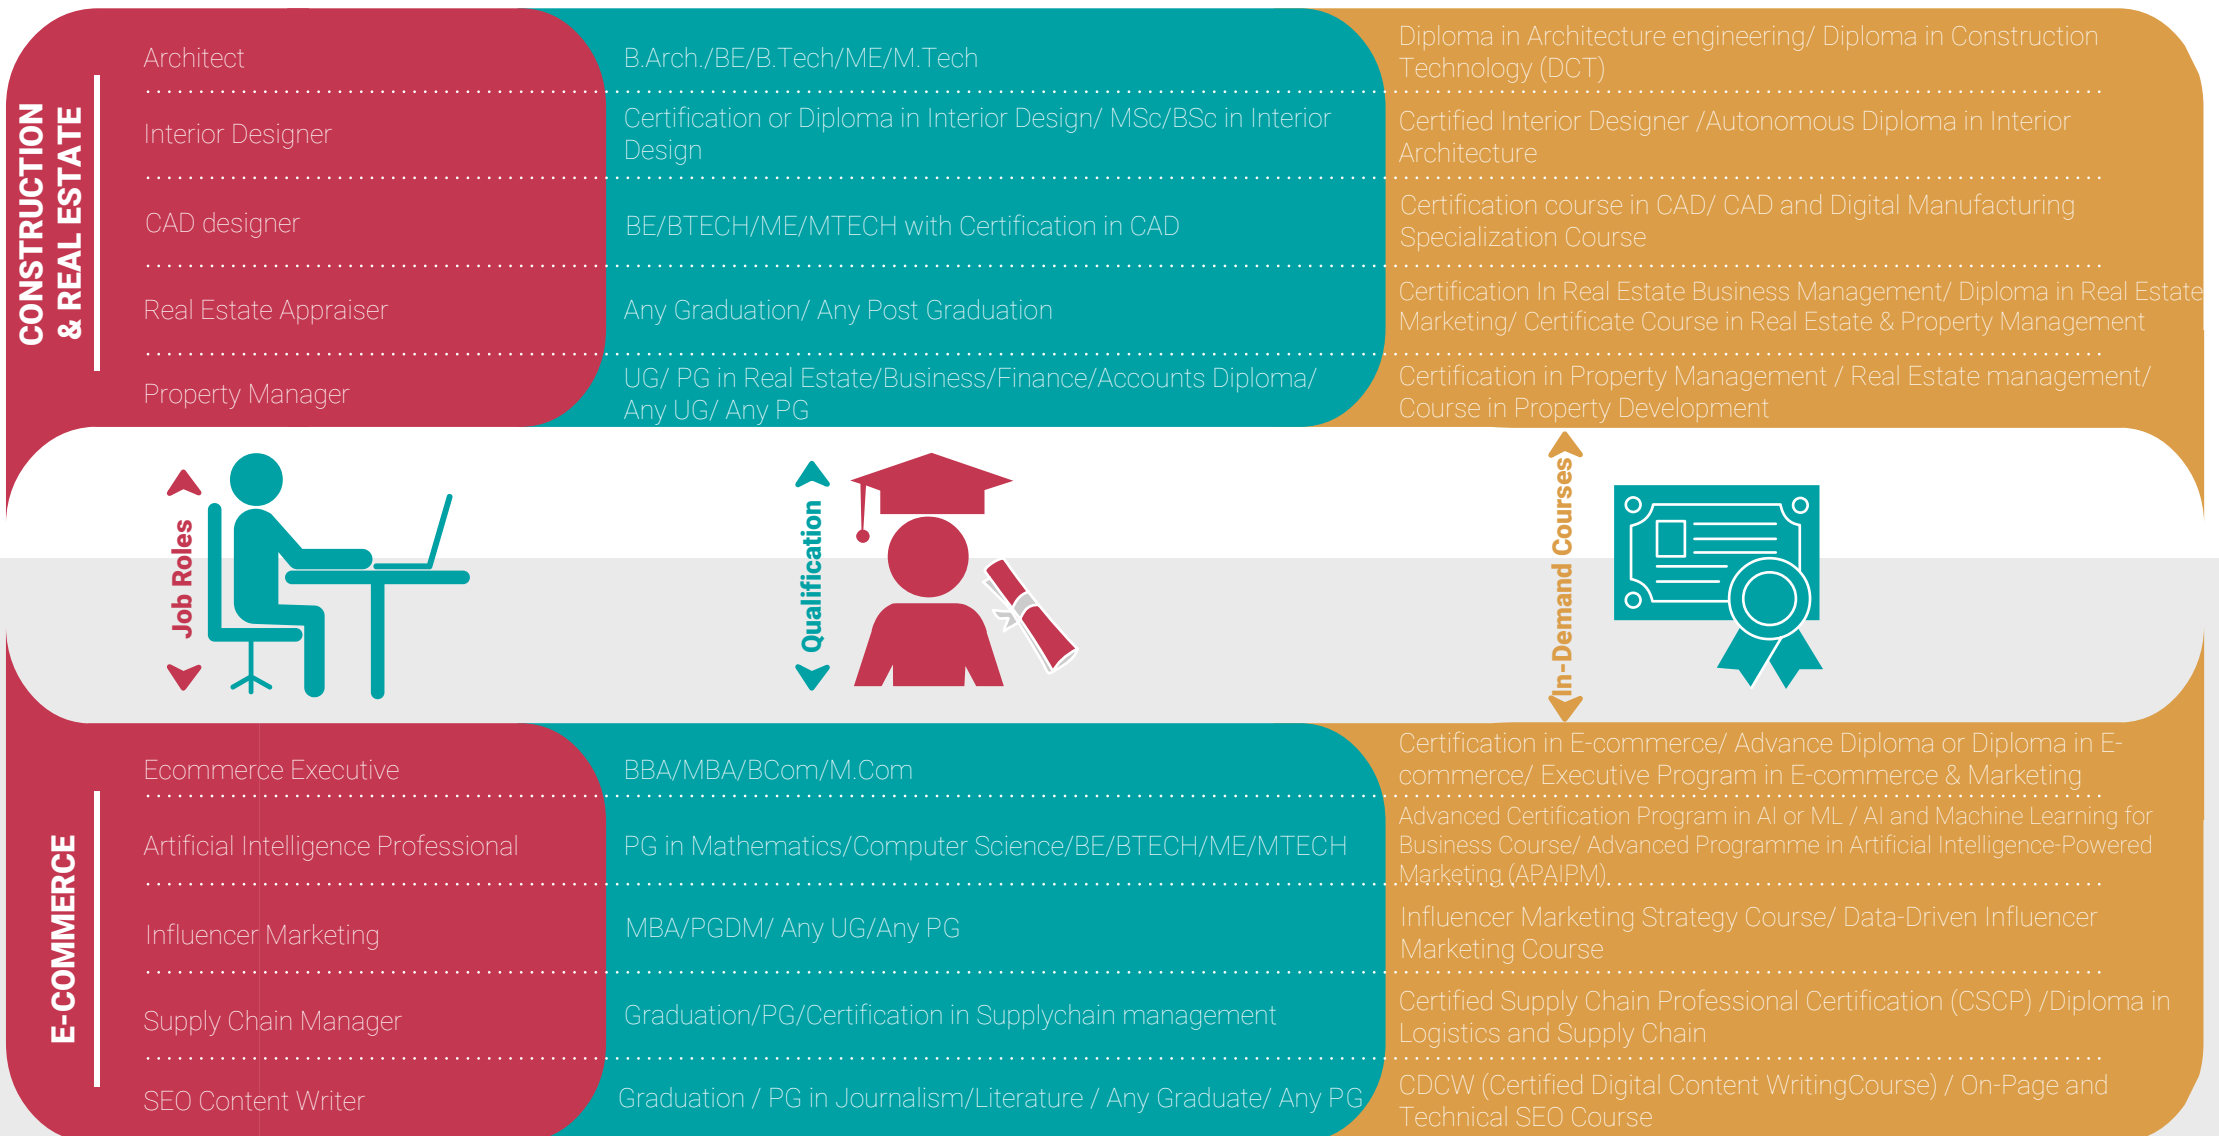 CONSTRUCTION
& REAL ESTATE
Architect
B.Arch./BE/B.Tech/ME/M.Tech
Diploma in Architecture engineering/ Diploma in Construction
Technology (DCT)
Interior Designer
Certification or Diploma in Interior Design/ MSc/BSc in Interior
Design
Certified Interior Designer /Autonomous Diploma in Interior
Architecture
CAD designer
BE/BTECH/ME/MTECH with Certification in CAD
Certification course in CAD/ CAD and Digital Manufacturing
Specialization Course
Real Estate Appraiser
Any Graduation/ Any Post Graduation
Certification In Real Estate Business Management/ Diploma in Real Estate
Marketing/ Certificate Course in Real Estate & Property Management
Property Manager
UG/ PG in Real Estate/Business/Finance/Accounts Diploma/
Any UG/ Any PG
Certification in Property Management / Real Estate management/
Course in Property Development
Job Roles
Qualification
In-Demand Courses
E-COMMERCE
Ecommerce Executive
BBA/MBA/BCom/M.Com
Certification in E-commerce/ Advance Diploma or Diploma in E-
commerce/ Executive Program in E-commerce & Marketing
Artificial Intelligence Professional
PG in Mathematics/Computer Science/BE/BTECH/ME/MTECH
Advanced Certification Program in AI or ML / AI and Machine Learning for
Business Course/ Advanced Programme in Artificial Intelligence-Powered
Marketing (APAIPM)
Influencer Marketing
MBA/PGDM/ Any UG/Any PG
Influencer Marketing Strategy Course/ Data-Driven Influencer
Marketing Course
Supply Chain Manager
Graduation/PG/Certification in Supplychain management
Certified Supply Chain Professional Certification (CSCP) /Diploma in
Logistics and Supply Chain
SEO Content Writer
Graduation / PG in Journalism/Literature / Any Graduate/ Any PG
CDCW (Certified Digital Content WritingCourse) / On-Page and
Technical SEO Course